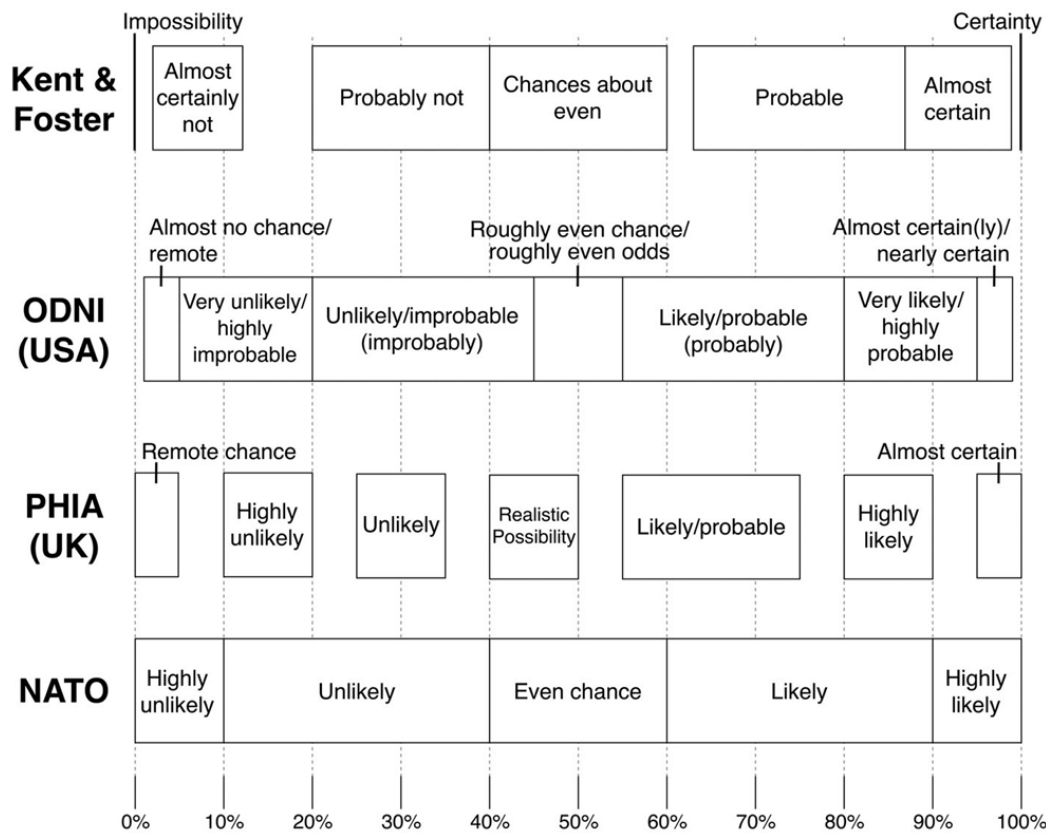 Impossibility
Certainty
Kent &
Foster
Almost
certainly
not
Probably not
Chances about
even
Probable
Almost
certain
Almost no chance/
remote
Roughly even chance/
roughly even odds
Almost certain(ly)/
nearly certain
ODNI
(USA)
Very unlikely/
highly
improbable
Unlikely/improbable
(improbably)
Likely/probable
(probably)
Very likely/
highly
probable
Remote chance
Almost certain
PHIA
(UK)
Highly
unlikely
Unlikely
Realistic
Possibility
Likely/probable
Highly
likely
NATO
Highly
unlikely
Unlikely
Even chance
Likely
Highly
likely
0% 10% 20% 30% 40% 50% 60% 70% 80% 90% 100%